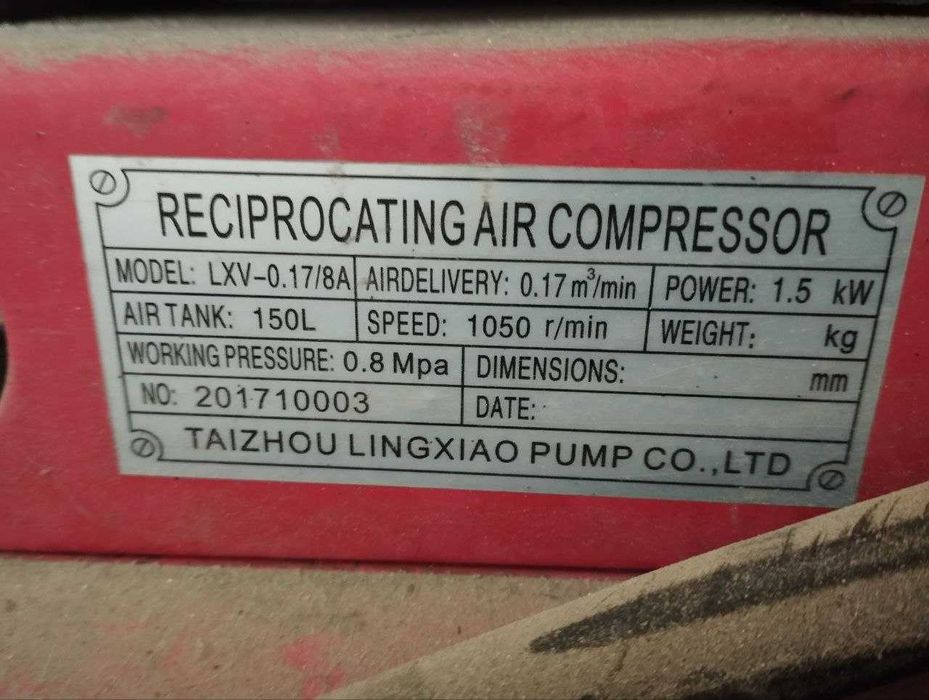 RECIPROCATING AIR COMPRESSOR
MODEL: LXV-0.17/8A AIRDELIVERY: 0.17 m³/min POWER: 1.5 kW
AIR TANK: 150L SPEED: 1050 r/min WEIGHT: kg
WORKING PRESSURE: 0.8 Mpa DIMENSIONS: mm
NO: 201710003 DATE:
TAIZHOU LINGXIAO PUMP CO.,LTD